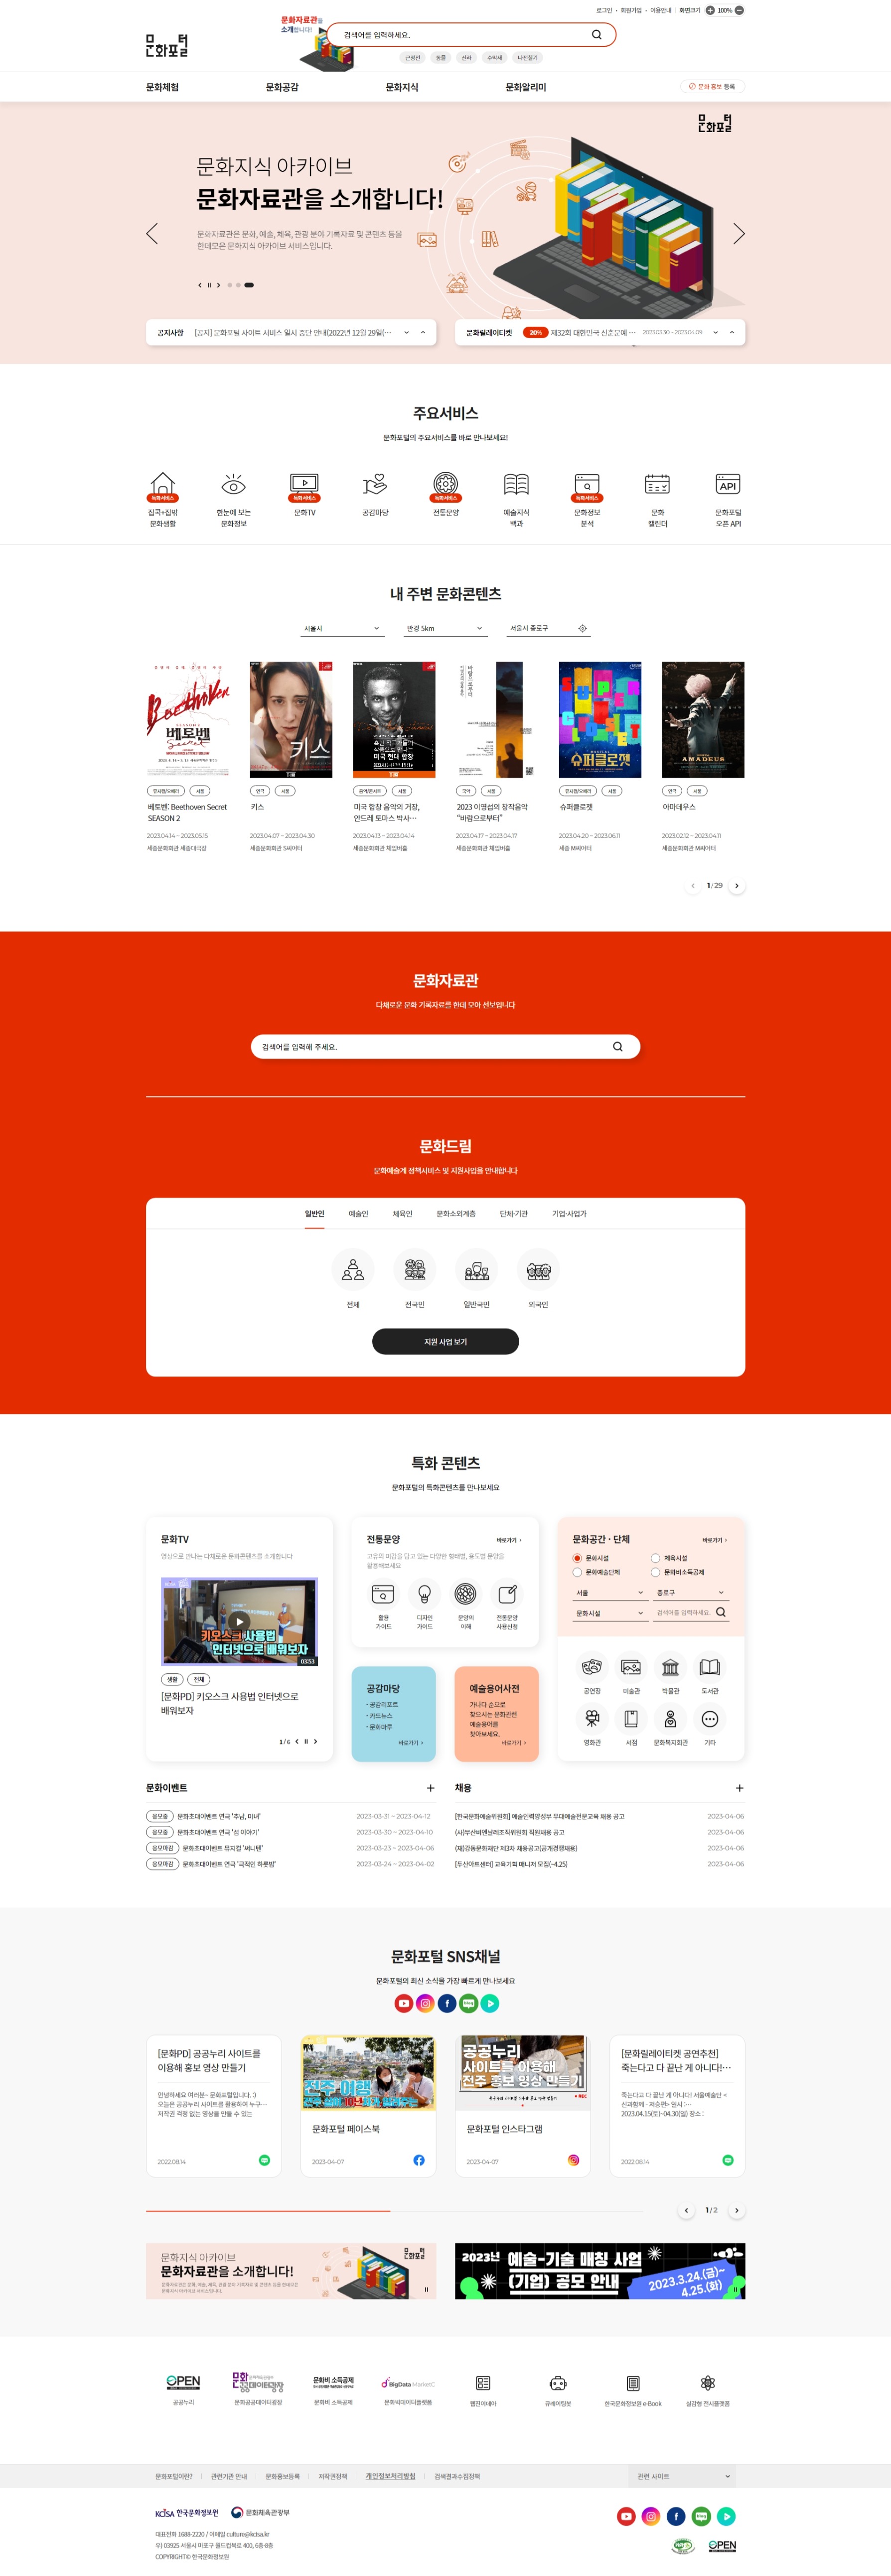 로그인
회원가입
이용안내
화면크기
100%
문화자료관을
소개합니다!
문화포털
검색어를 입력하세요.
근정전
동물
신라
수막새
나전칠기
문화체험
문화공감
문화지식
문화알리미
문화 홍보 등록
문화포털
문화지식 아카이브
문화자료관을 소개합니다!
문화자료관은 문화, 예술, 체육, 관광 분야 기록자료 및 콘텐츠 등을
한데모은 문화지식 아카이브 서비스입니다.
공지사항
[공지] 문화포털 사이트 서비스 일시 중단 안내(2022년 12월 29일(…
문화릴레이티켓
20%
제32회 대한민국 신춘문예 …
2023.03.30 ~ 2023.04.09
주요서비스
문화포털의 주요서비스를 바로 만나보세요!
특화서비스
집콕+집밖
문화생활
한눈에 보는
문화정보
특화서비스
문화TV
공감마당
특화서비스
전통문양
예술지식
백과
특화서비스
문화정보
분석
문화
캘린더
API
문화포털
오픈 API
내 주변 문화콘텐츠
서울시
반경 5km
서울시 종로구
Beethoven
베토벤
Secret
키스
미국 합창
바람으로부터
SUPER CLOSET
슈퍼클로젯
AMADEUS
뮤지컬/오페라
서울
베토벤: Beethoven Secret
SEASON 2
2023.04.14 ~ 2023.05.15
세종문화회관 세종대극장
연극
서울
키스
2023.04.07 ~ 2023.04.30
세종문화회관 S씨어터
음악/콘서트
서울
미국 합창 음악의 거장,
안드레 토마스 박사…
2023.04.13 ~ 2023.04.14
세종문화회관 체임버홀
국악
서울
2023 이영섭의 창작음악
"바람으로부터"
2023.04.17 ~ 2023.04.17
세종문화회관 체임버홀
뮤지컬/오페라
서울
슈퍼클로젯
2023.04.20 ~ 2023.06.11
세종 M씨어터
연극
서울
아마데우스
2023.02.12 ~ 2023.04.11
세종문화회관 M씨어터
1 / 29
문화자료관
다채로운 문화 기록자료를 한데 모아 선보입니다
검색어를 입력해 주세요.
문화드림
문화예술계 정책서비스 및 지원사업을 안내합니다
일반인
예술인
체육인
문화소외계층
단체·기관
기업·사업가
전체
전국민
일반국민
외국인
지원 사업 보기
특화 콘텐츠
문화포털의 특화콘텐츠를 만나보세요
문화TV
영상으로 만나는 다채로운 문화콘텐츠를 소개합니다
키오스크 사용법
인터넷으로 배워보자
03:53
생활
전체
[문화PD] 키오스크 사용법 인터넷으로
배워보자
1 / 6
전통문양
바로가기
고유의 미감을 담고 있는 다양한 형태별, 용도별 문양을
활용해보세요
활용
가이드
디자인
가이드
문양의
이해
전통문양
사용신청
공감마당
· 공감리포트
· 카드뉴스
· 문화마루
바로가기
예술용어사전
가나다 순으로
찾으시는 문화관련
예술용어를
찾아보세요.
바로가기
문화공간 · 단체
바로가기
문화시설
체육시설
문화예술단체
문화비소득공제
서울
종로구
문화시설
검색어를 입력하세요.
공연장
미술관
박물관
도서관
영화관
서점
문화복지회관
기타
문화이벤트
응모중
문화초대이벤트 연극 '추남, 미녀'
2023-03-31 ~ 2023-04-12
응모중
문화초대이벤트 연극 '섬 이야기'
2023-03-30 ~ 2023-04-10
응모마감
문화초대이벤트 뮤지컬 '써니텐'
2023-03-23 ~ 2023-04-06
응모마감
문화초대이벤트 연극 '극적인 하룻밤'
2023-03-24 ~ 2023-04-02
채용
[한국문화예술위원회] 예술인력양성부 무대예술전문교육 채용 공고
2023-04-06
(사)부산비엔날레조직위원회 직원채용 공고
2023-04-06
(재)강동문화재단 제3차 채용공고(공개경쟁채용)
2023-04-06
[두산아트센터] 교육기획 매니저 모집(~4.25)
2023-04-06
문화포털 SNS채널
문화포털의 최신 소식을 가장 빠르게 만나보세요
[문화PD] 공공누리 사이트를
이용해 홍보 영상 만들기
안녕하세요 여러분~ 문화포털입니다. :)
오늘은 공공누리 사이트를 활용하여 누구…
저작권 걱정 없는 영상을 만들 수 있는
2022.08.14
전주 여행
문화포털 페이스북
2023-04-07
공공누리
사이트를 이용해
전주 홍보 영상 만들기
REC
문화포털 인스타그램
2023-04-07
[문화릴레이티켓 공연추천]
죽는다고 다 끝난 게 아니다!…
죽는다고 다 끝난 게 아니다! 서울예술단 <
신과함께 - 저승편> 일시 :…
2023.04.15(토)~04.30(일) 장소 :
2022.08.14
1 / 2
문화지식 아카이브
문화자료관을 소개합니다!
문화포털
2023년 예술-기술 매칭 사업
(기업) 공모 안내
2023.3.24.(금)~
4.25.(화)
OPEN
공공누리
문화데이터광장
문화공공데이터광장
문화비 소득공제
문화비 소득공제
BigData MarketC
문화빅데이터플랫폼
웹진이데아
큐레이팅봇
한국문화정보원 e-Book
실감형 전시플랫폼
문화포털이란?
관련기관 안내
문화홍보등록
저작권정책
개인정보처리방침
검색결과수집정책
관련 사이트
KCISA 한국문화정보원
문화체육관광부
대표전화 1688-2220 / 이메일 culture@kcisa.kr
우) 03925 서울시 마포구 월드컵북로 400, 6층·8층
COPYRIGHT© 한국문화정보원
OPEN